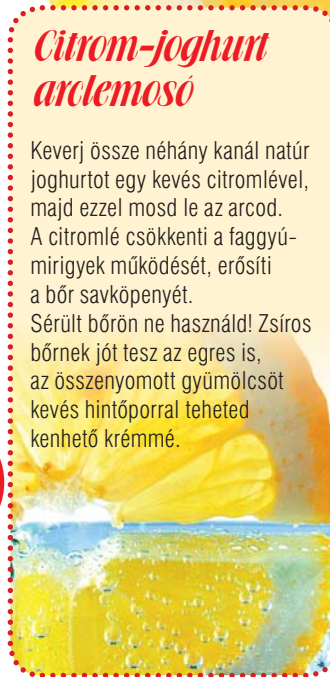 Citrom-joghurt
arclemosó
Keverj össze néhány kanál natúr
joghurtot egy kevés citromlével,
majd ezzel mosd le az arcod.
A citromlé csökkenti a faggyú-
mirigyek működését, erősíti
a bőr savköpenyét.
Sérült bőrön ne használd! Zsíros
bőrnek jót tesz az egres is,
az összenyomott gyümölcsöt
kevés hintőporral teheted
kenhető krémmé.